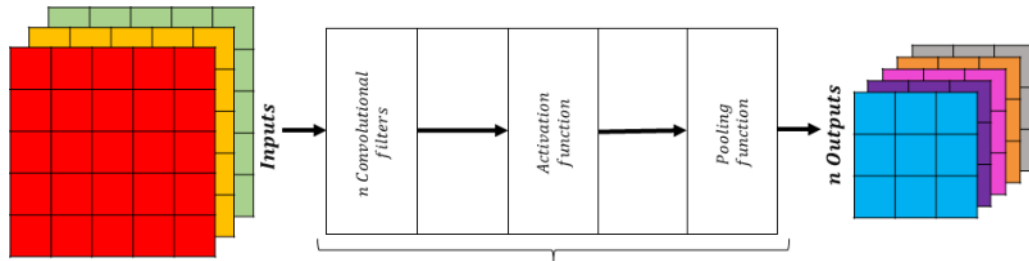 Inputs
n Convolutional
filters
Activation
function
Pooling
function
n Outputs